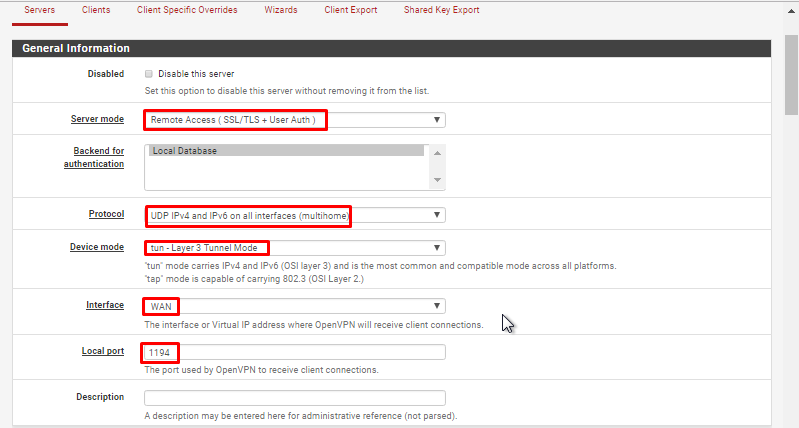 Servers Clients Client Specific Overrides Wizards Client Export Shared Key Export
General Information
Disabled Disable this server
Set this option to disable this server without removing it from the list.
Server mode Remote Access ( SSL/TLS + User Auth )
Backend for authentication Local Database
Protocol UDP IPv4 and IPv6 on all interfaces (multihome)
Device mode tun - Layer 3 Tunnel Mode
"tun" mode carries IPv4 and IPv6 (OSI layer 3) and is the most common and compatible mode across all platforms.
"tap" mode is capable of carrying 802.3 (OSI Layer 2.)
Interface WAN
The interface or Virtual IP address where OpenVPN will receive client connections.
Local port 1194
The port used by OpenVPN to receive client connections.
Description
A description may be entered here for administrative reference (not parsed).